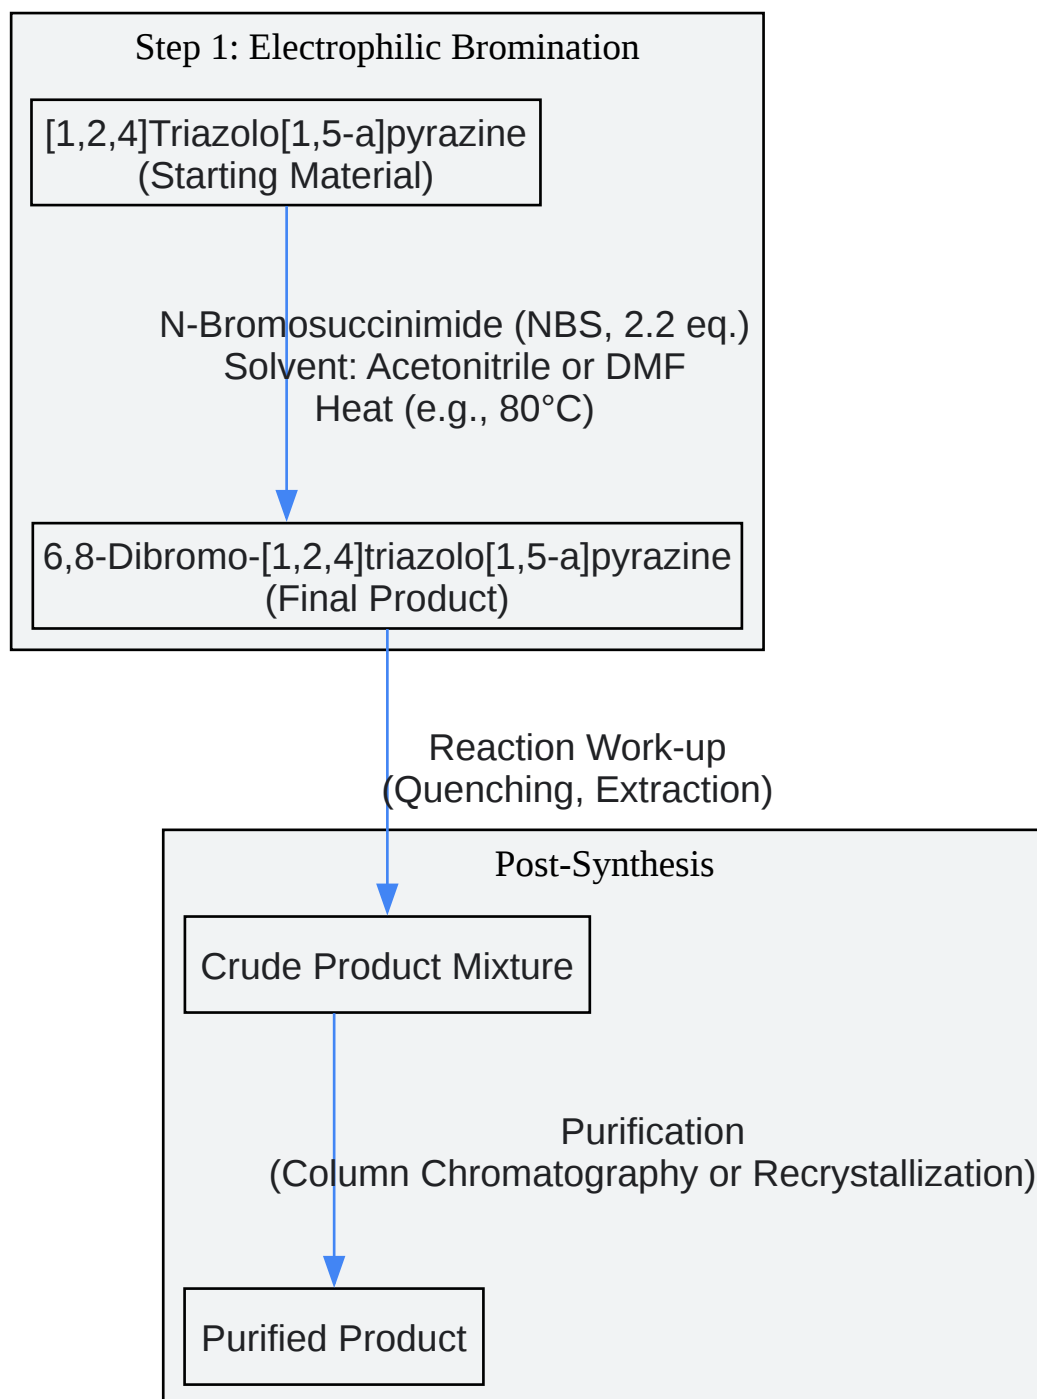 Step 1: Electrophilic Bromination
[1,2,4]Triazolo[1,5-a]pyrazine
(Starting Material)
N-Bromosuccinimide (NBS, 2.2 eq.)
Solvent: Acetonitrile or DMF
Heat (e.g., 80°C)
6,8-Dibromo-[1,2,4]triazolo[1,5-a]pyrazine
(Final Product)
Reaction Work-up
(Quenching, Extraction)
Post-Synthesis
Crude Product Mixture
Purification
(Column Chromatography or Recrystallization)
Purified Product